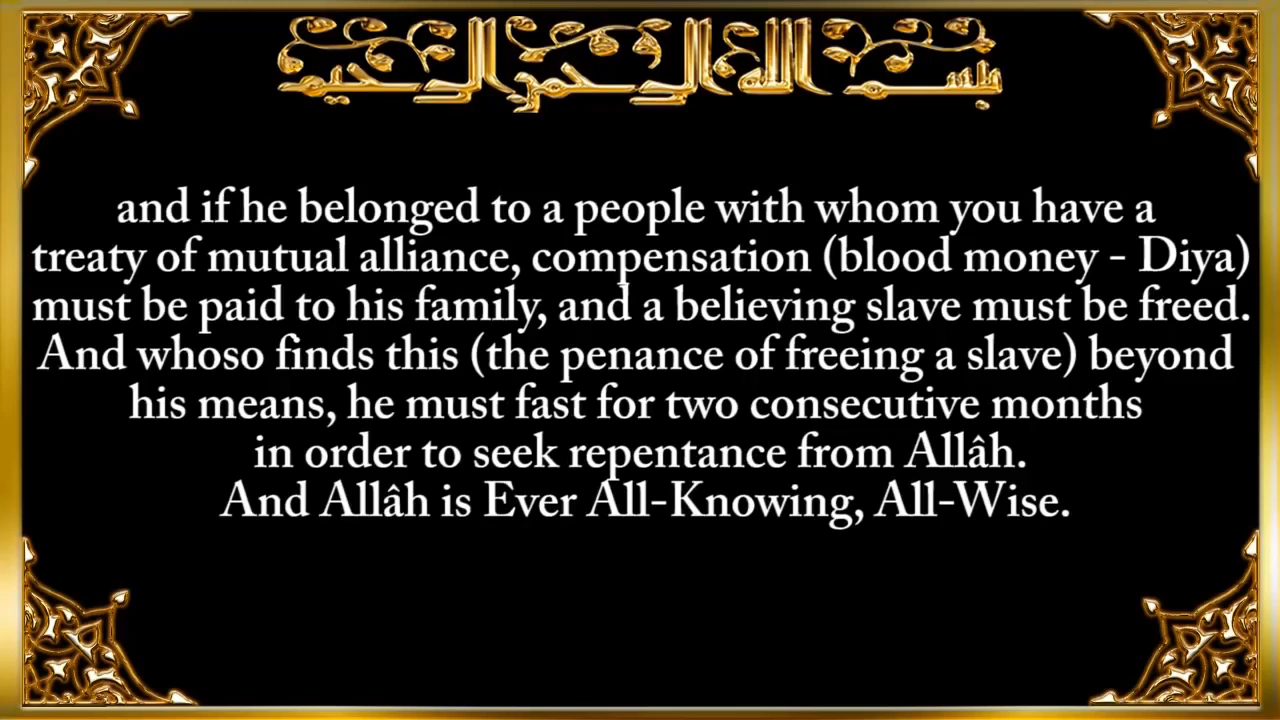 بسم الله الرحمن الرحيم
and if he belonged to a people with whom you have a
treaty of mutual alliance, compensation (blood money - Diya)
must be paid to his family, and a believing slave must be freed.
And whoso finds this (the penance of freeing a slave) beyond
his means, he must fast for two consecutive months
in order to seek repentance from Allâh.
And Allâh is Ever All-Knowing, All-Wise.